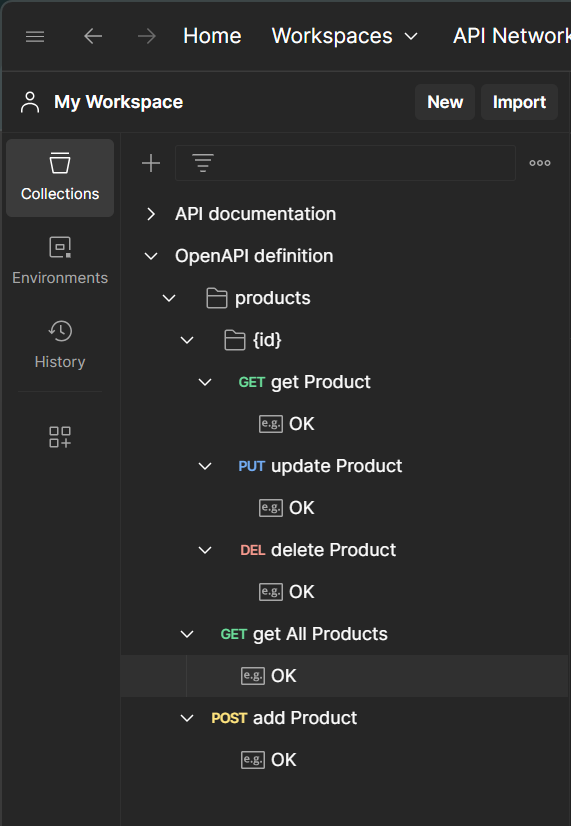 Home Workspaces API Network
My Workspace New Import
Collections
Environments
History
API documentation
OpenAPI definition
products
{id}
GET get Product
e.g. OK
PUT update Product
e.g. OK
DEL delete Product
e.g. OK
GET get All Products
e.g. OK
POST add Product
e.g. OK